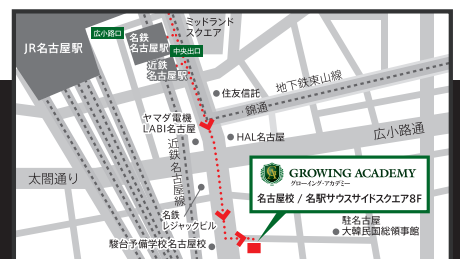 ミッドランド
スクエア
広小路口
名鉄
名古屋駅
JR名古屋駅
中央出口
近鉄
名古屋駅
地下鉄東山線
住友信託
錦通
ヤマダ電機
LABI名古屋
HAL名古屋
広小路通
近鉄名古屋線
GROWING ACADEMY
グローイング・アカデミー
太閤通り
名古屋校 / 名駅サウスサイドスクエア8F
名鉄
レジャックビル
駐名古屋
大韓民国総領事館
駿台予備学校名古屋校